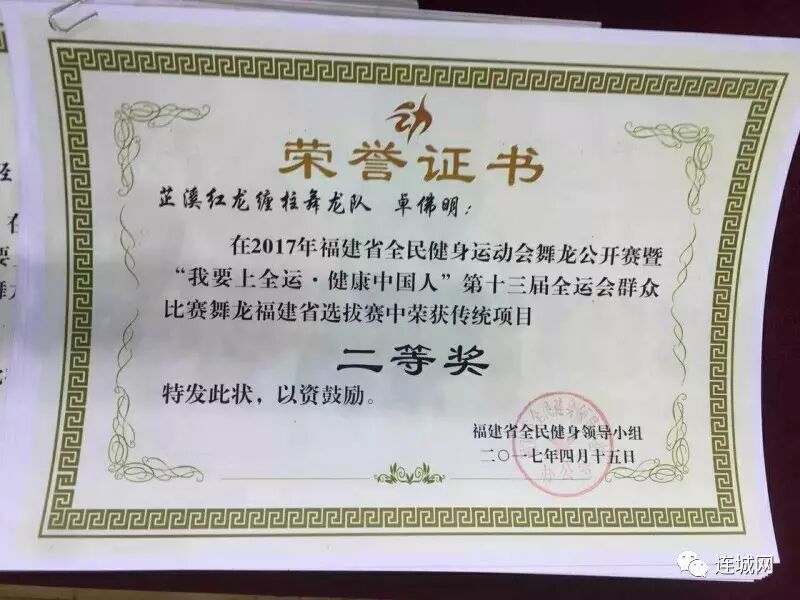 荣誉证书
芷溪红龙缠柱舞龙队 卓佛明：
在2017年福建省全民健身运动会舞龙公开赛暨
“我要上全运·健康中国人”第十三届全运会群众
比赛舞龙福建省选拔赛中荣获传统项目
二等奖
特发此状，以资鼓励。
福建省全民健身领导小组
二〇一七年四月十五日
办公室
连城网